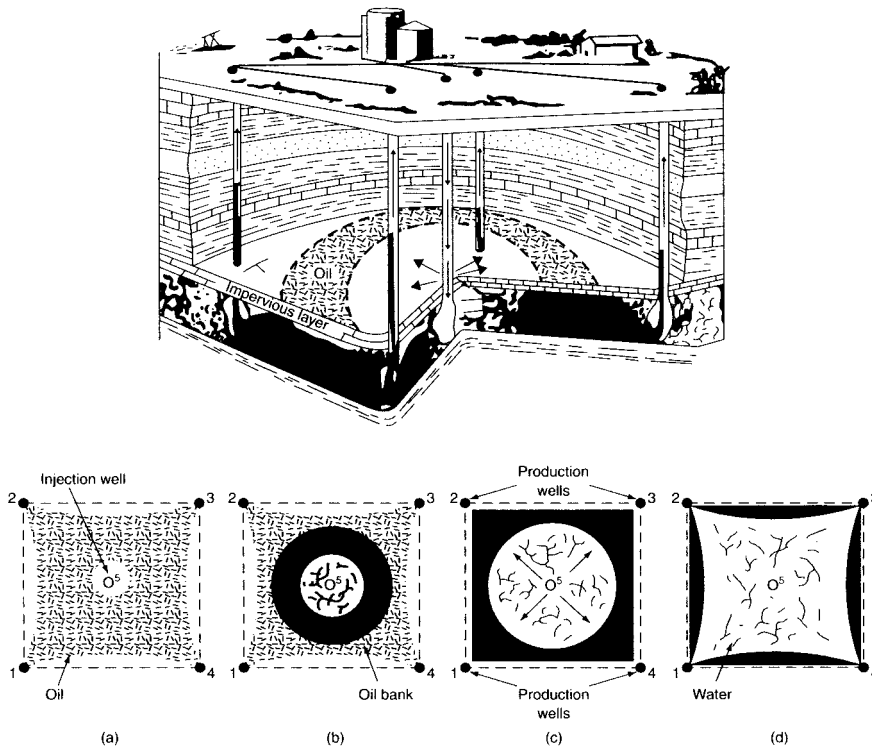 Oil
Impervious layer
Injection well
2
3
O5
1
4
Oil
(a)
2
3
O5
1
4
Oil bank
(b)
Production
wells
2
3
O5
1
4
Production
wells
(c)
2
3
O5
1
4
Water
(d)